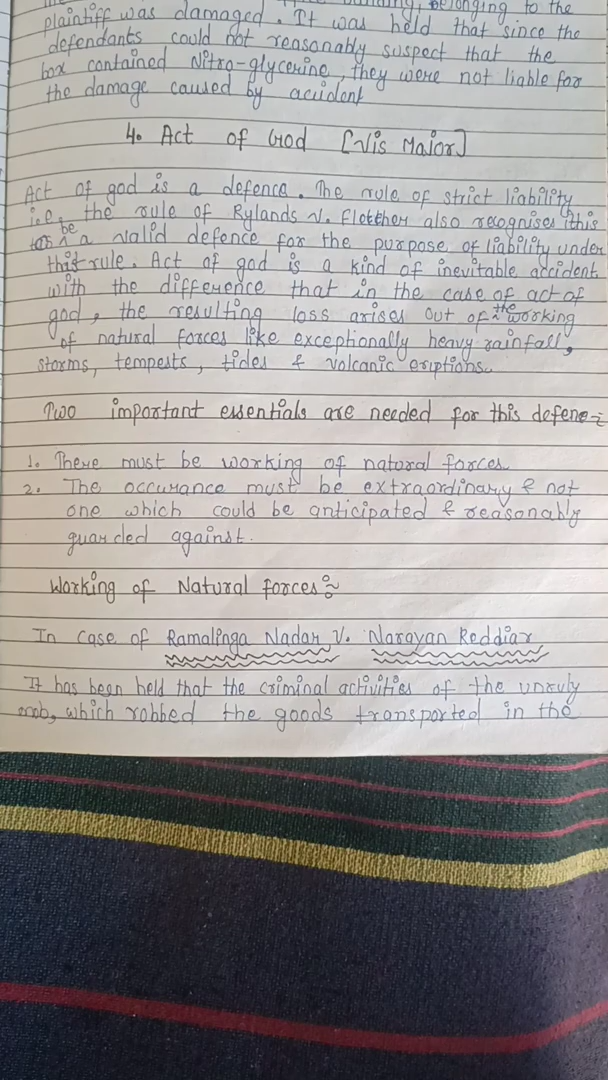 building, belonging to the
plaintiff was damaged. It was held that since the
defendants could not reasonably suspect that the
box contained Nitro-glycerine, they were not liable for
the damage caused by acident
4. Act of God [Vis Major]
Act of god is a defence. The rule of strict liability
i.e. the rule of Rylands v. Fletcher also recognises this
to be a valid defence for the purpose of liability under
this rule. Act of god is a kind of inevitable accident
with the difference that in the case of act of
god, the resulting loss arises out of the working
of natural forces like exceptionally heavy rainfall,
storms, tempests, tides & volcanic eruptions.
Two important essentials are needed for this defence
1. There must be working of natural forces
2. The occurance must be extraordinary & not
one which could be anticipated & reasonably
guarded against.
Working of Natural forces:
In Case of Ramalinga Nadar V. Narayan Reddiar
It has been held that the criminal activities of the unruly
mob, which robbed the goods transported in the